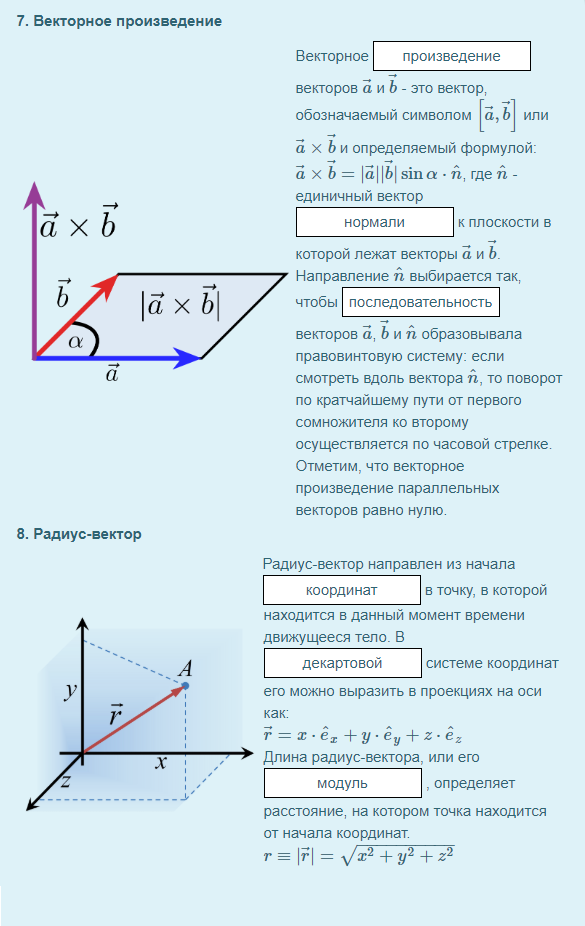 7. Векторное произведение
Векторное произведение
векторов $\vec{a}$ и $\vec{b}$ - это вектор,
обозначаемый символом $\left[\vec{a}, \vec{b}\right]$ или
$\vec{a} \times \vec{b}$ и определяемый формулой:
$\vec{a} \times \vec{b} = |\vec{a}||\vec{b}| \sin \alpha \cdot \hat{n}$, где $\hat{n}$ -
единичный вектор
нормали к плоскости в
которой лежат векторы $\vec{a}$ и $\vec{b}$.
Направление $\hat{n}$ выбирается так,
чтобы последовательность
векторов $\vec{a}$, $\vec{b}$ и $\hat{n}$ образовывала
правовинтовую систему: если
смотреть вдоль вектора $\hat{n}$, то поворот
по кратчайшему пути от первого
сомножителя ко второму
осуществляется по часовой стрелке.
Отметим, что векторное
произведение параллельных
векторов равно нулю.
$\vec{a} \times \vec{b}$
$\vec{b}$
$|\vec{a} \times \vec{b}|$
$\alpha$
$\vec{a}$
8. Радиус-вектор
Радиус-вектор направлен из начала
координат в точку, в которой
находится в данный момент времени
движущееся тело. В
декартовой системе координат
его можно выразить в проекциях на оси
как:
$\vec{r} = x \cdot \hat{e}_x + y \cdot \hat{e}_y + z \cdot \hat{e}_z$
Длина радиус-вектора, или его
модуль , определяет
расстояние, на котором точка находится
от начала координат.
$r \equiv |\vec{r}| = \sqrt{x^2 + y^2 + z^2}$
A
y
$\vec{r}$
x
z